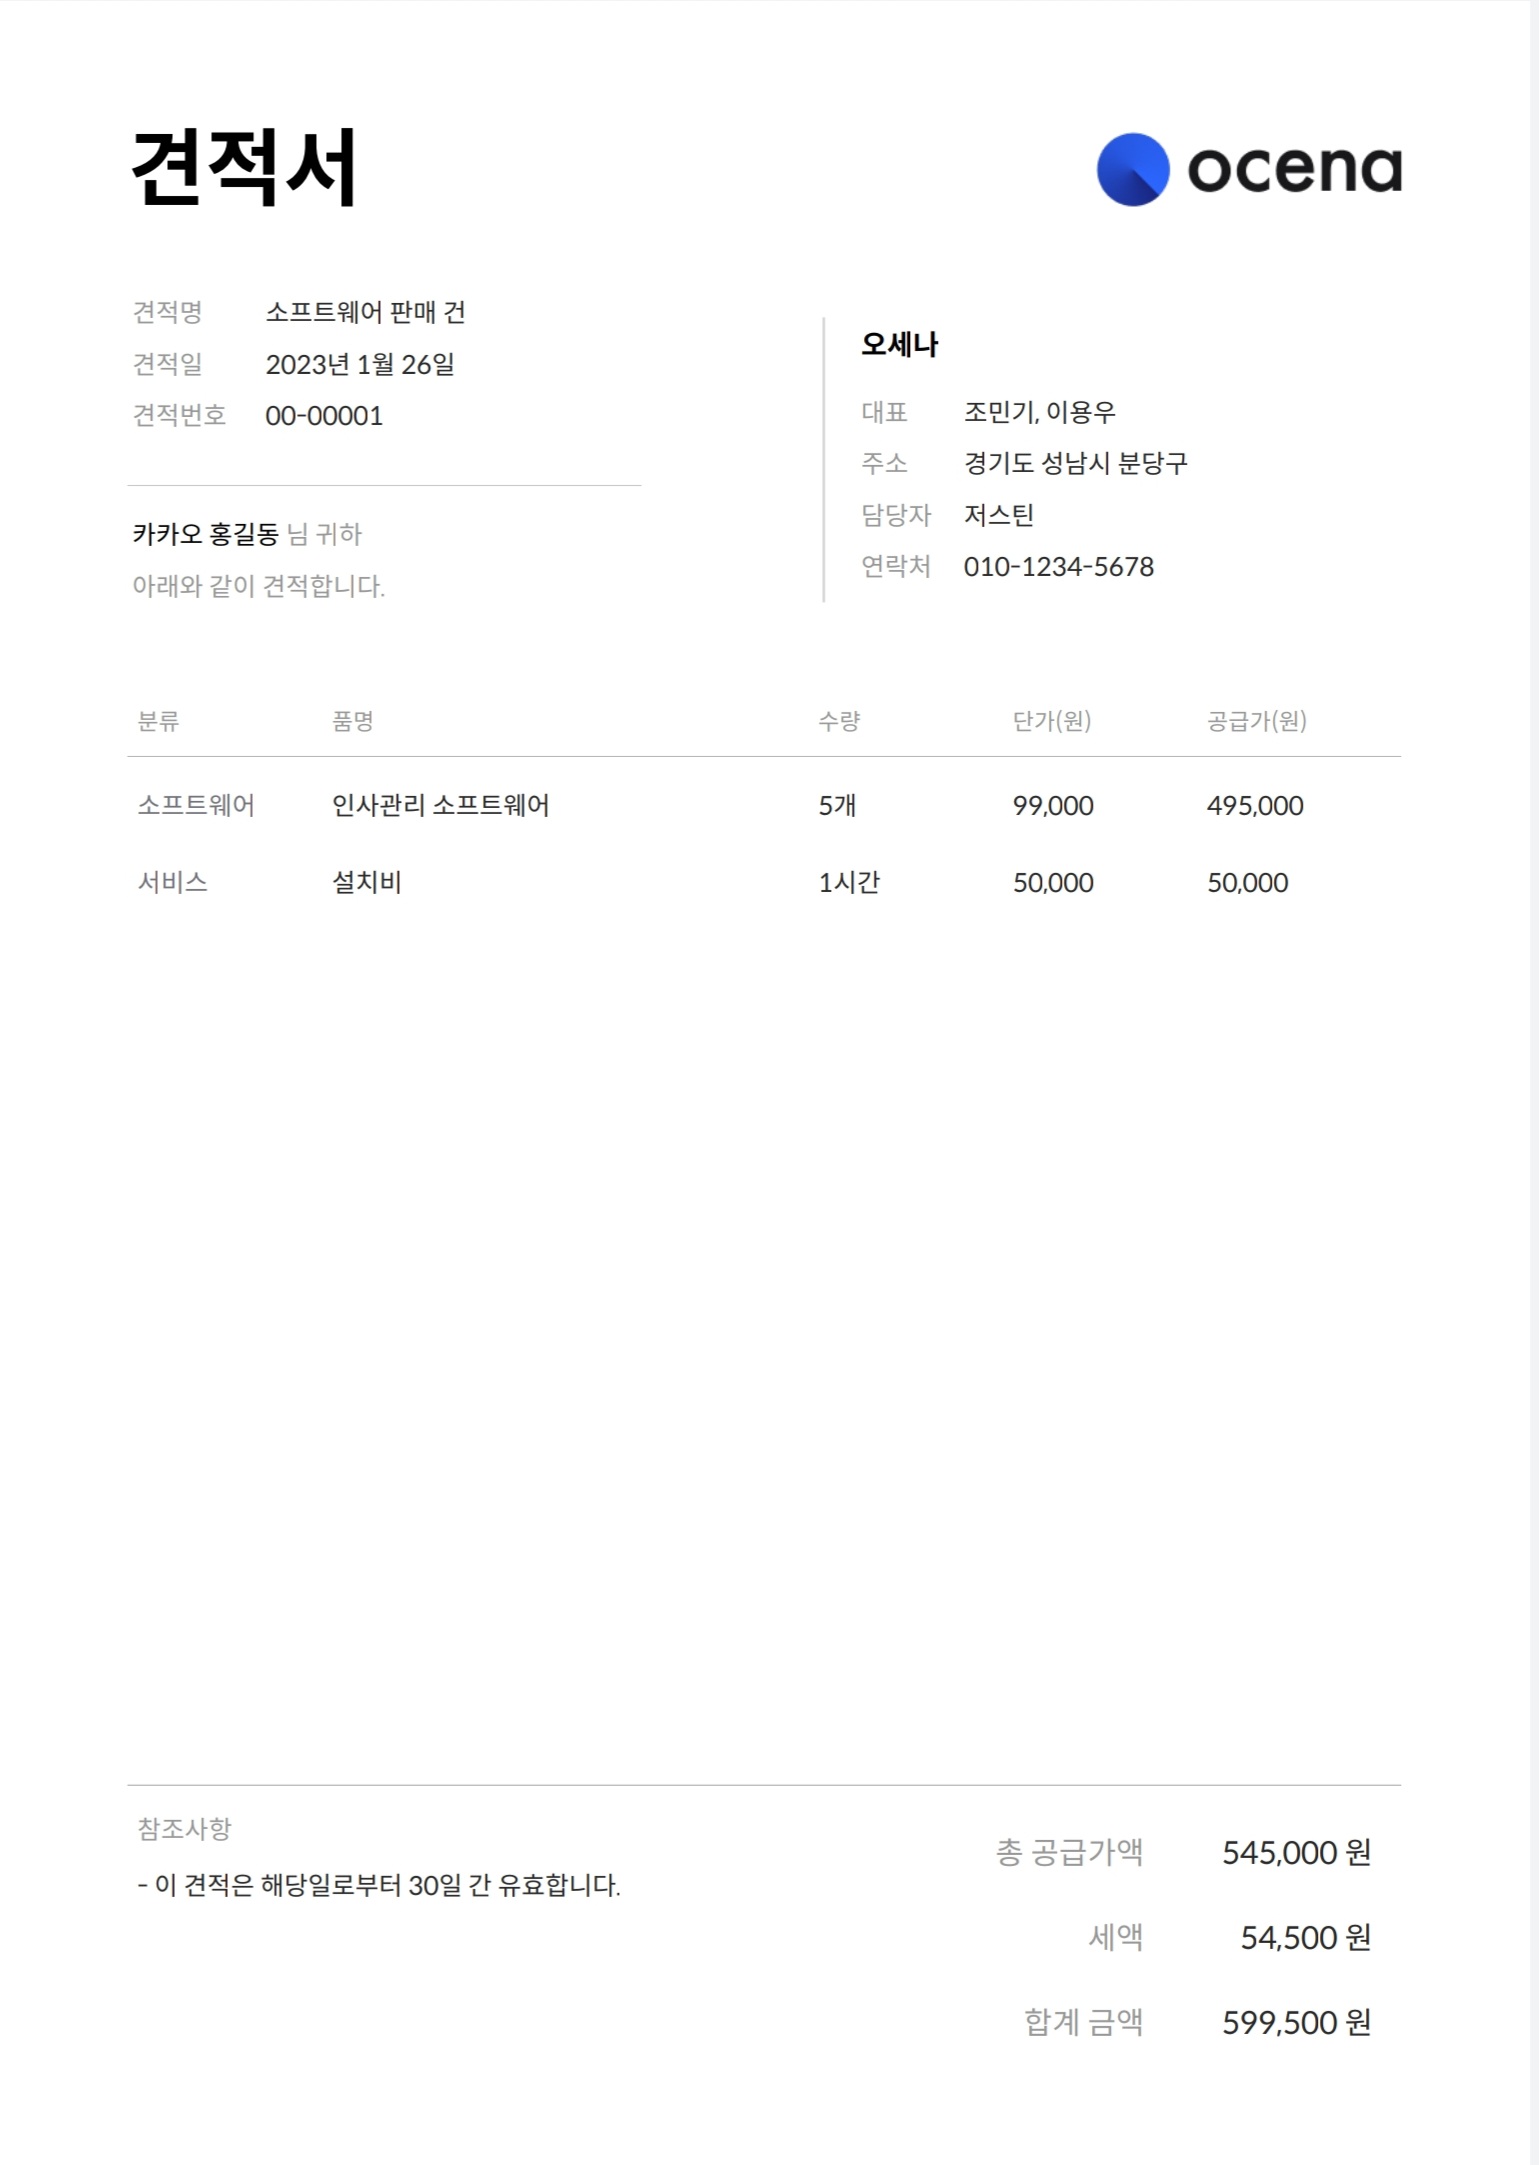 견적서
ocena
견적명 소프트웨어 판매 건
견적일 2023년 1월 26일
견적번호 00-00001
카카오 홍길동 님 귀하
아래와 같이 견적합니다.
오세나
대표 조민기, 이용우
주소 경기도 성남시 분당구
담당자 저스틴
연락처 010-1234-5678
분류 품명 수량 단가(원) 공급가(원)
소프트웨어 인사관리 소프트웨어 5개 99,000 495,000
서비스 설치비 1시간 50,000 50,000
참조사항
- 이 견적은 해당일로부터 30일 간 유효합니다.
총 공급가액 545,000 원
세액 54,500 원
합계 금액 599,500 원